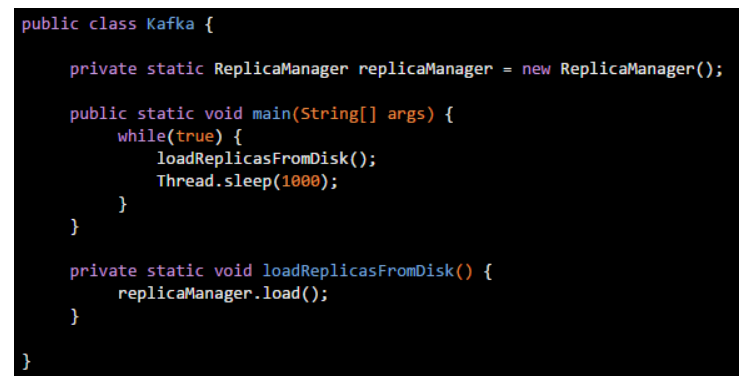 public class Kafka {
private static ReplicaManager replicaManager = new ReplicaManager();
public static void main(String[] args) {
while(true) {
loadReplicasFromDisk();
Thread.sleep(1000);
}
}
private static void loadReplicasFromDisk() {
replicaManager.load();
}
}